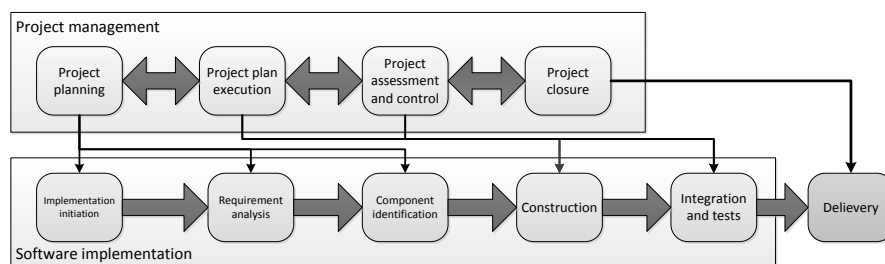 Project management
Project
planning
Project plan
execution
Project
assessment
and control
Project
closure
Implementation
initiation
Requirement
analysis
Component
identification
Construction
Integration
and tests
Delievery
Software implementation